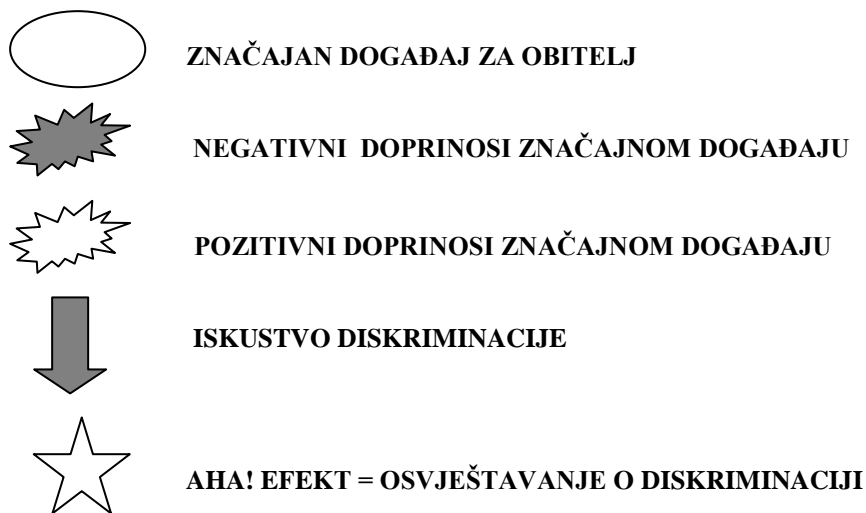 ZNAČAJAN DOGAĐAJ ZA OBITELJ
NEGATIVNI DOPRINOSI ZNAČAJNOM DOGAĐAJU
POZITIVNI DOPRINOSI ZNAČAJNOM DOGAĐAJU
ISKUSTVO DISKRIMINACIJE
AHA! EFEKT = OSVJEŠTAVANJE O DISKRIMINACIJI